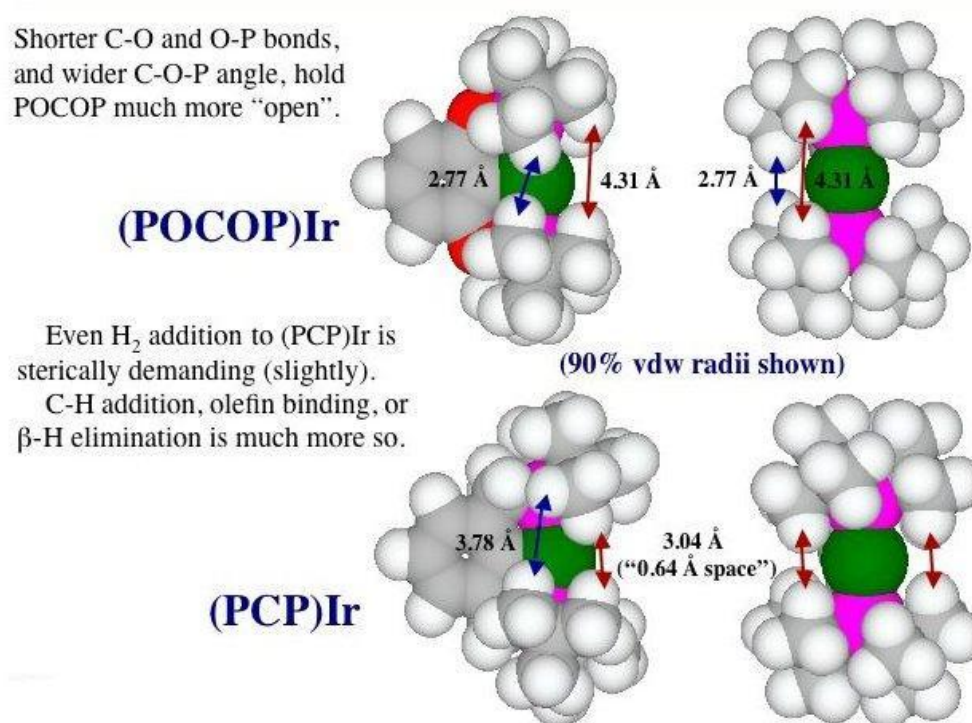 Shorter C-O and O-P bonds,
and wider C-O-P angle, hold
POCOP much more “open”.
2.77 Å
4.31 Å
2.77 Å
4.31 Å
(POCOP)Ir
Even H₂ addition to (PCP)Ir is
sterically demanding (slightly).
C-H addition, olefin binding, or
β-H elimination is much more so.
(90% vdw radii shown)
3.78 Å
3.04 Å
(“0.64 Å space”)
(PCP)Ir